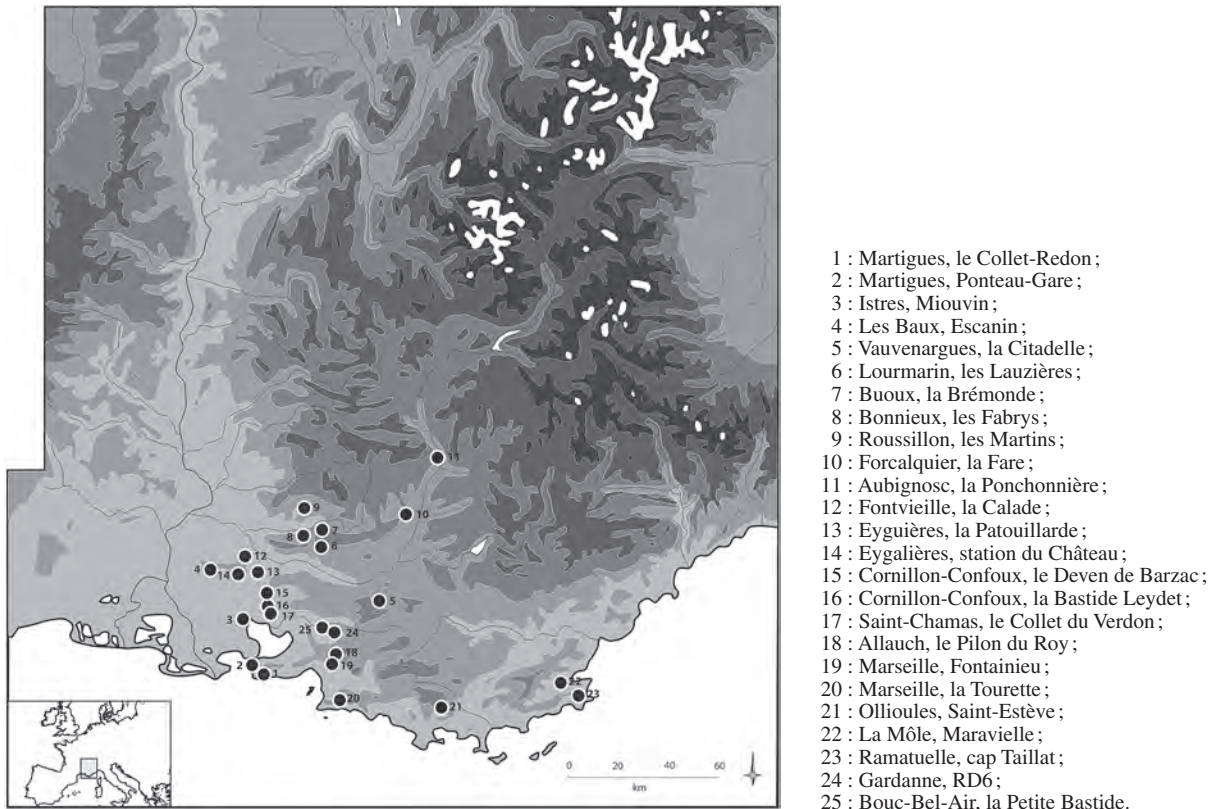 11
9
10
7
8
6
12
4
14
13
15
5
16
17
3
25
24
18
2
19
1
22
23
20
21
0 20 40 60
km
1 : Martigues, le Collet-Redon ;
2 : Martigues, Ponteau-Gare ;
3 : Istres, Miouvin ;
4 : Les Baux, Escanin ;
5 : Vauvenargues, la Citadelle ;
6 : Lourmarin, les Lauzières ;
7 : Buoux, la Brémonde ;
8 : Bonnieux, les Fabrys ;
9 : Roussillon, les Martins ;
10 : Forcalquier, la Fare ;
11 : Aubignosc, la Ponchonnière ;
12 : Fontvieille, la Calade ;
13 : Eyguières, la Patouillarde ;
14 : Eygalières, station du Château ;
15 : Cornillon-Confoux, le Deven de Barzac ;
16 : Cornillon-Confoux, la Bastide Leydet ;
17 : Saint-Chamas, le Collet du Verdon ;
18 : Allauch, le Pilon du Roy ;
19 : Marseille, Fontainieu ;
20 : Marseille, la Tourette ;
21 : Ollioules, Saint-Estève ;
22 : La Môle, Maravielle ;
23 : Ramatuelle, cap Taillat ;
24 : Gardanne, RD6 ;
25 : Bouc-Bel-Air, la Petite Bastide.